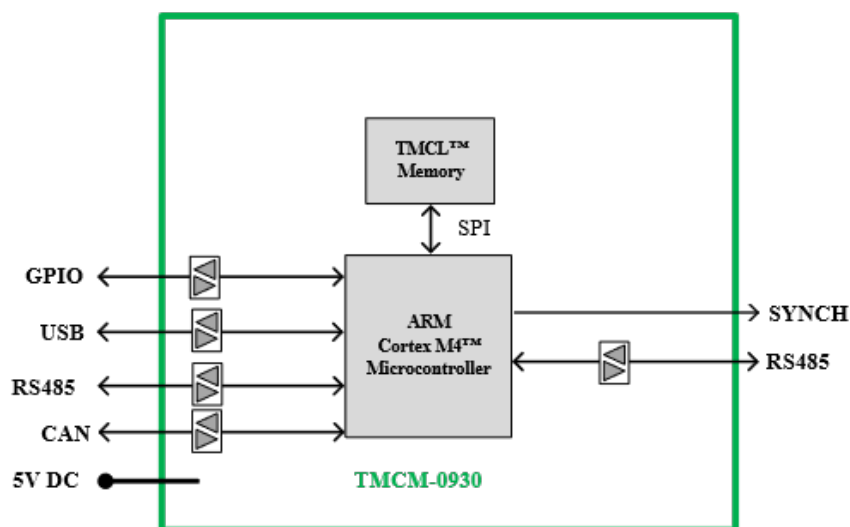 TMCL™
Memory
SPI
GPIO
USB
RS485
CAN
5V DC
ARM
Cortex M4™
Microcontroller
SYNCH
RS485
TMCM-0930